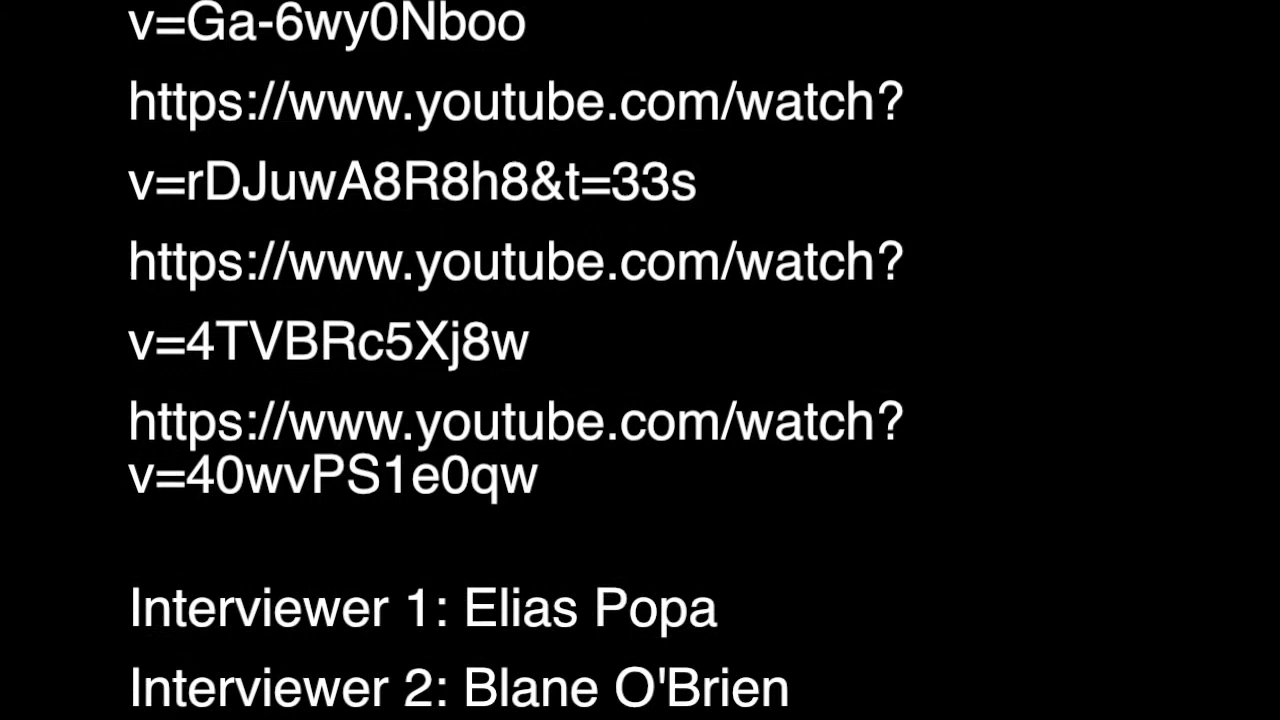 v=Ga-6wy0Nboo
https://www.youtube.com/watch?
v=rDJuwA8R8h8&t=33s
https://www.youtube.com/watch?
v=4TVBRc5Xj8w
https://www.youtube.com/watch?
v=40wvPS1e0qw
Interviewer 1: Elias Popa
Interviewer 2: Blane O'Brien